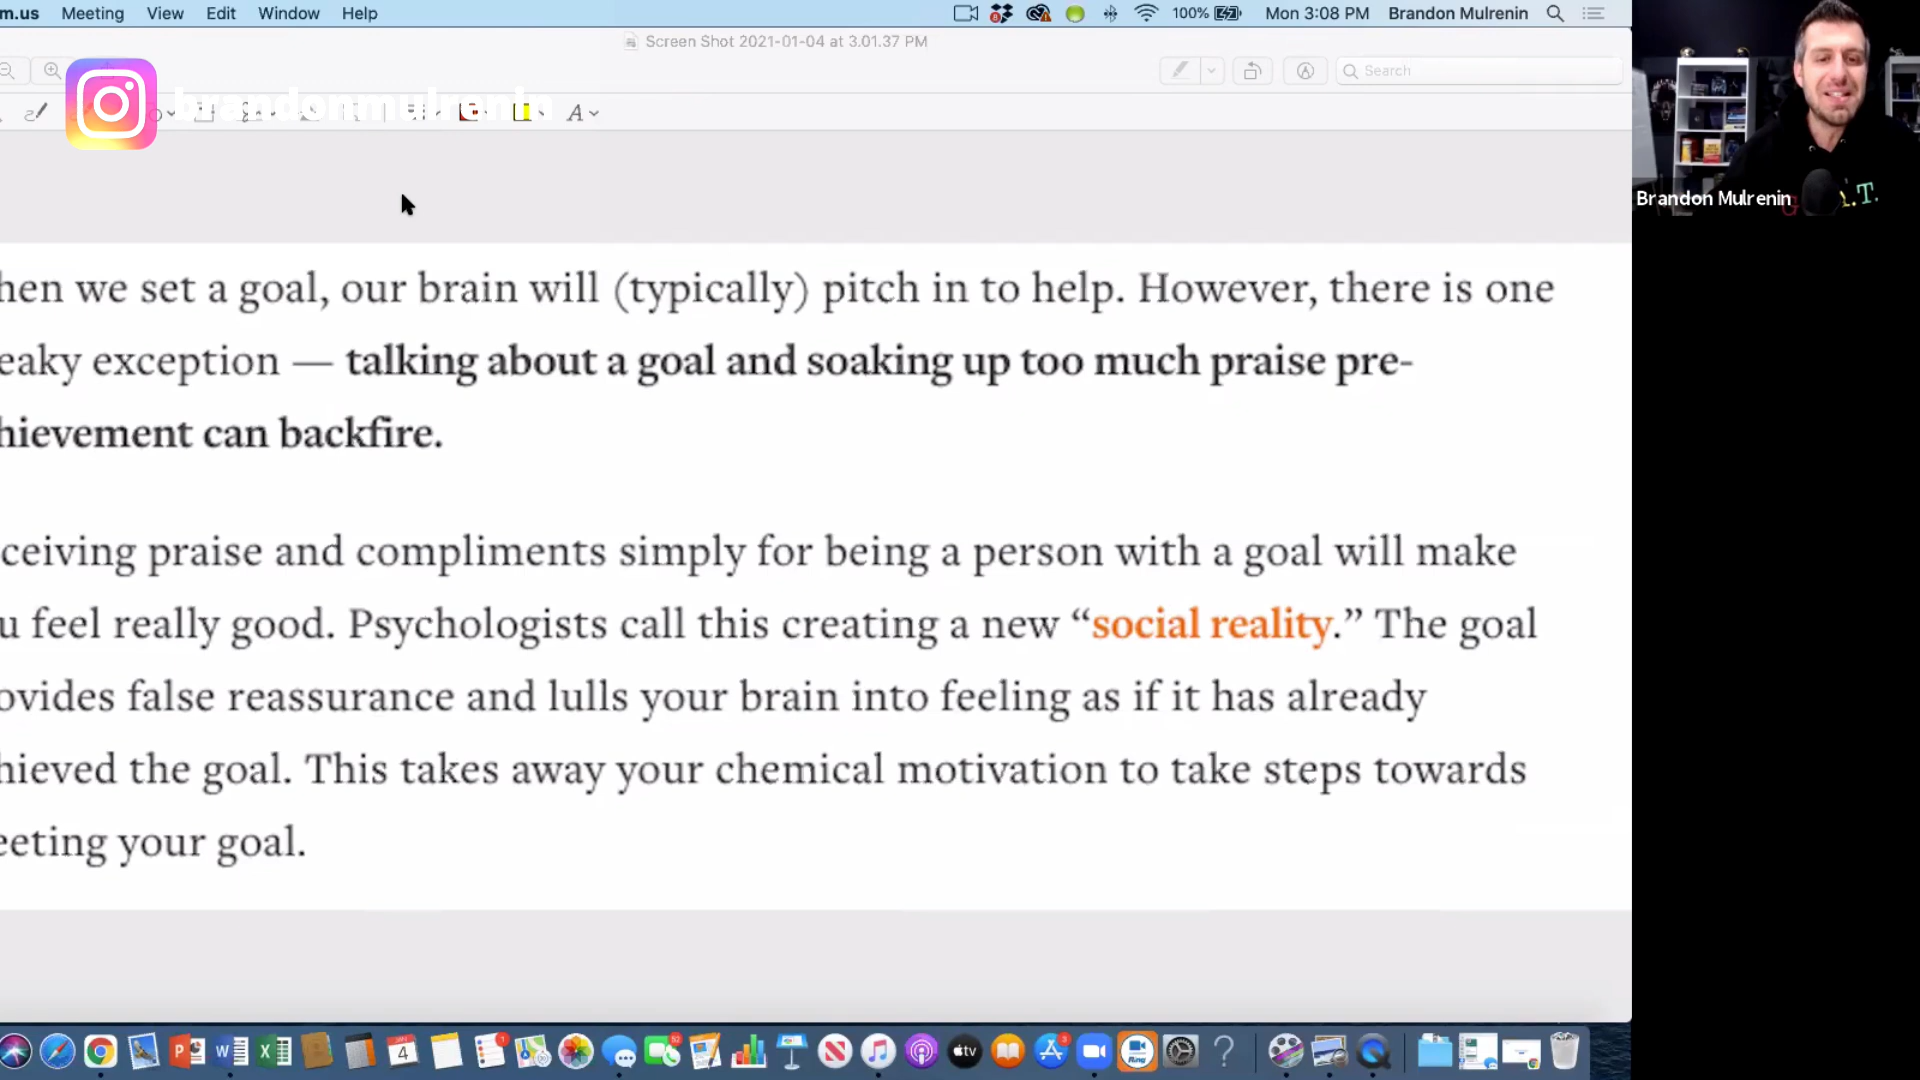 m.us Meeting View Edit Window Help 100% Mon 3:08 PM Brandon Mulrenin
Screen Shot 2021-01-04 at 3.01.37 PM
Search
brandonmulrenin
Brandon Mulrenin
.T.
hen we set a goal, our brain will (typically) pitch in to help. However, there is one
eaky exception — talking about a goal and soaking up too much praise pre-
hievement can backfire.
ceiving praise and compliments simply for being a person with a goal will make
u feel really good. Psychologists call this creating a new “social reality.” The goal
ovides false reassurance and lulls your brain into feeling as if it has already
hieved the goal. This takes away your chemical motivation to take steps towards
eeting your goal.
4
tv
Ring